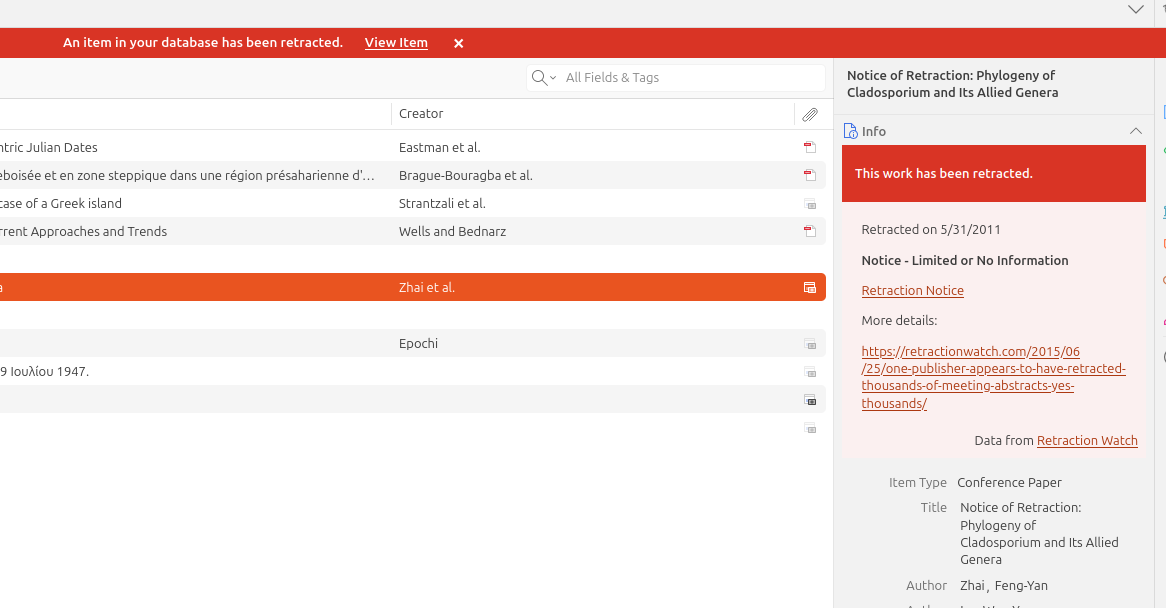 An item in your database has been retracted. View Item ×
All Fields & Tags
Creator
ntric Julian Dates Eastman et al.
eboisée et en zone steppique dans une région présaharienne d'… Brague-Bouragba et al.
case of a Greek island Strantzali et al.
rrent Approaches and Trends Wells and Bednarz
a Zhai et al.
Epochi
9 Ιουλίου 1947.
Notice of Retraction: Phylogeny of
Cladosporium and Its Allied Genera
Info
This work has been retracted.
Retracted on 5/31/2011
Notice - Limited or No Information
Retraction Notice
More details:
https://retractionwatch.com/2015/06
/25/one-publisher-appears-to-have-retracted-
thousands-of-meeting-abstracts-yes-
thousands/
Data from Retraction Watch
Item Type Conference Paper
Title Notice of Retraction:
Phylogeny of
Cladosporium and Its Allied
Genera
Author Zhai, Feng-Yan